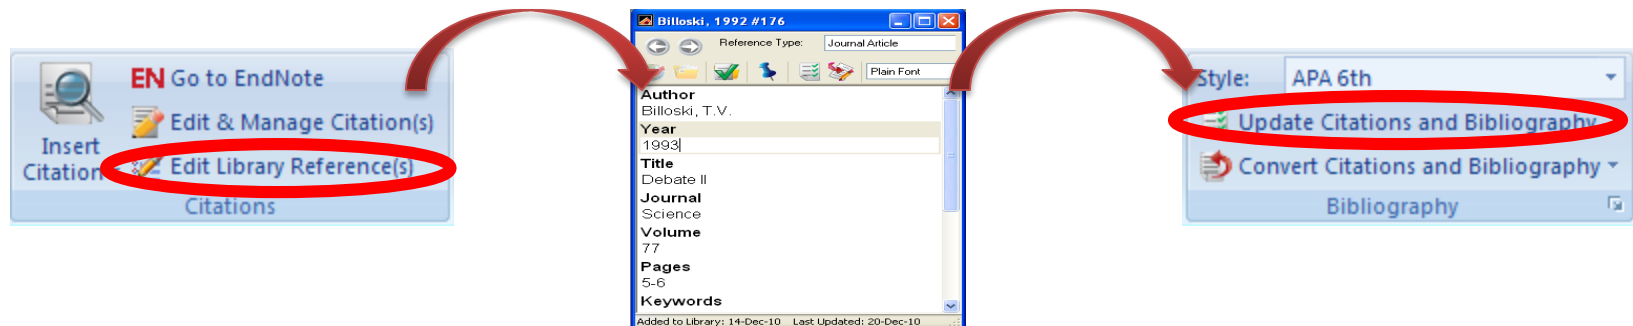 EN Go to EndNote
Edit & Manage Citation(s)
Insert
Citation
Edit Library Reference(s)
Citations
Billoski, 1992 #176
Reference Type: Journal Article
Plain Font
Author
Billoski, T.V.
Year
1993
Title
Debate II
Journal
Science
Volume
77
Pages
5-6
Keywords
Added to Library: 14-Dec-10 Last Updated: 20-Dec-10
Style: APA 6th
Update Citations and Bibliography
Convert Citations and Bibliography
Bibliography